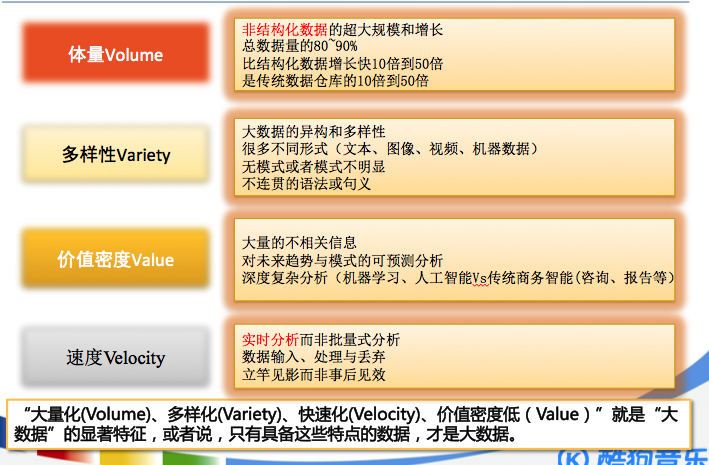 体量Volume
非结构化数据的超大规模和增长
总数据量的80~90%
比结构化数据增长快10倍到50倍
是传统数据仓库的10倍到50倍
多样性Variety
大数据的异构和多样性
很多不同形式（文本、图像、视频、机器数据）
无模式或者模式不明显
不连贯的语法或句义
价值密度Value
大量的不相关信息
对未来趋势与模式的可预测分析
深度复杂分析（机器学习、人工智能Vs传统商务智能(咨询、报告等）
速度Velocity
实时分析而非批量式分析
数据输入、处理与丢弃
立竿见影而非事后见效
“大量化(Volume)、多样化(Variety)、快速化(Velocity)、价值密度低（Value）”就是“大
数据”的显著特征，或者说，只有具备这些特点的数据，才是大数据。
K 酷狗音乐